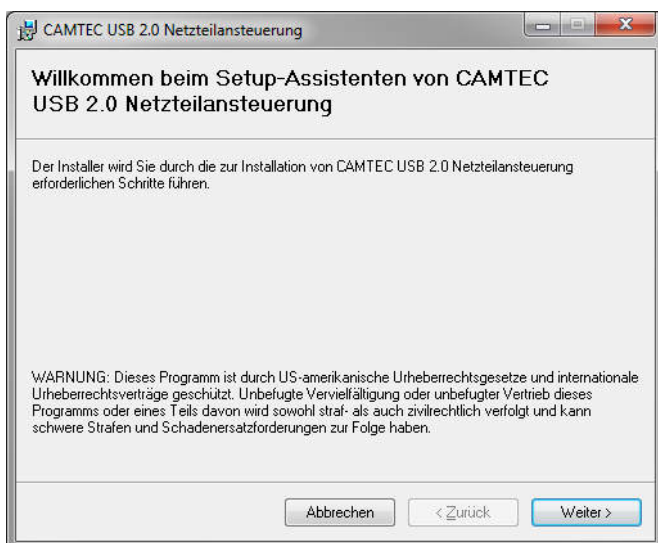 CAMTEC USB 2.0 Netzteilansteuerung
Willkommen beim Setup-Assistenten von CAMTEC
USB 2.0 Netzteilansteuerung
Der Installer wird Sie durch die zur Installation von CAMTEC USB 2.0 Netzteilansteuerung
erforderlichen Schritte führen.
WARNUNG: Dieses Programm ist durch US-amerikanische Urheberrechtsgesetze und internationale
Urheberrechtsverträge geschützt. Unbefugte Vervielfältigung oder unbefugter Vertrieb dieses
Programms oder eines Teils davon wird sowohl straf- als auch zivilrechtlich verfolgt und kann
schwere Strafen und Schadenersatzforderungen zur Folge haben.
Abbrechen < Zurück Weiter >